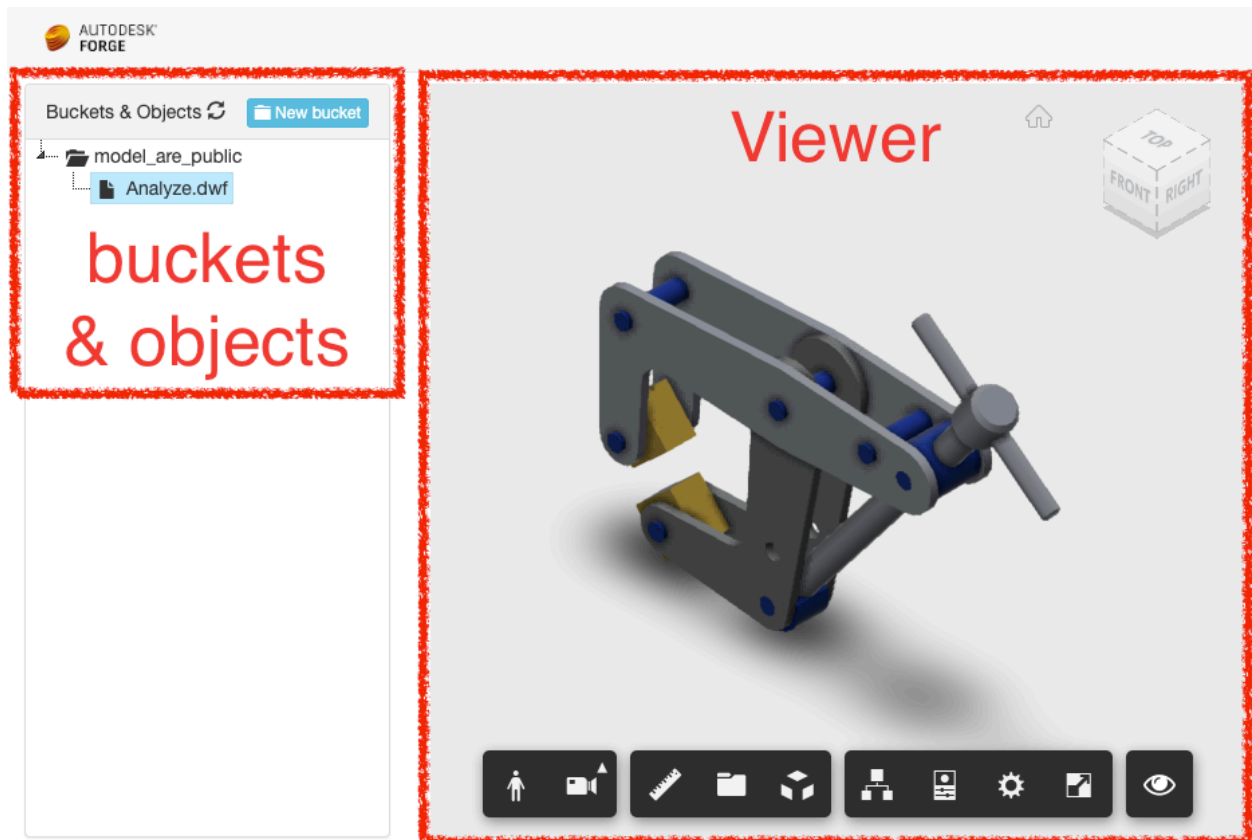 AUTODESK®
FORGE
Buckets & Objects
New bucket
model_are_public
Analyze.dwf
buckets
& objects
Viewer
TOP
FRONT
RIGHT